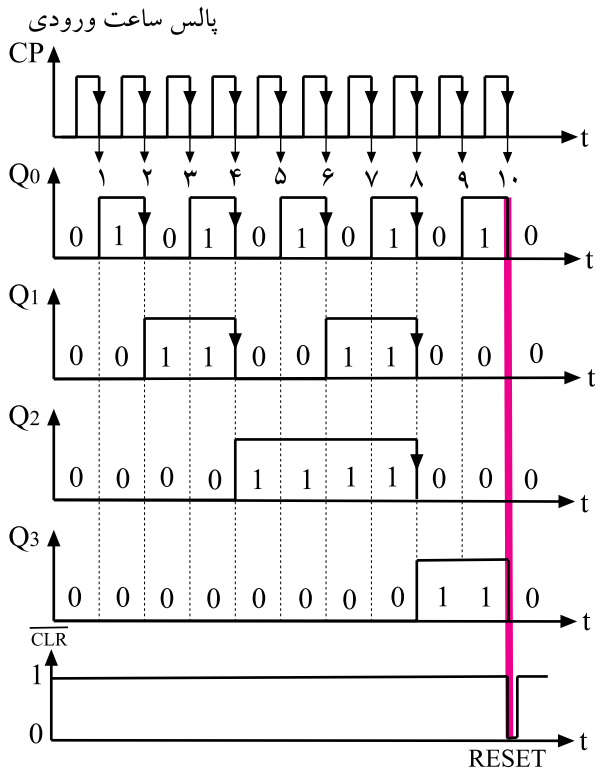 پالس ساعت ورودی
CP
t
۱ ۲ ۳ ۴ ۵ ۶ ۷ ۸ ۹ ۱۰
Q0
0 1 0 1 0 1 0 1 0 1 0
t
Q1
0 0 1 1 0 0 1 1 0 0 0
t
Q2
0 0 0 0 1 1 1 1 0 0 0
t
Q3
0 0 0 0 0 0 0 0 1 1 0
t
CLR
1
0
t
RESET